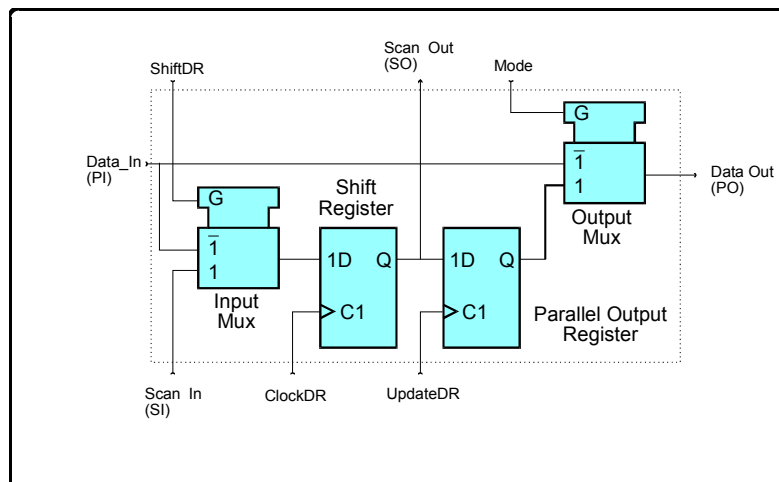 Scan Out
(SO)
ShiftDR
Mode
G
Data_In
(PI)
1
1
Data Out
(PO)
Shift
Register
G
Output
Mux
1
1
1D
Q
1D
Q
Input
Mux
C1
C1
Parallel Output
Register
Scan In
(SI)
ClockDR
UpdateDR